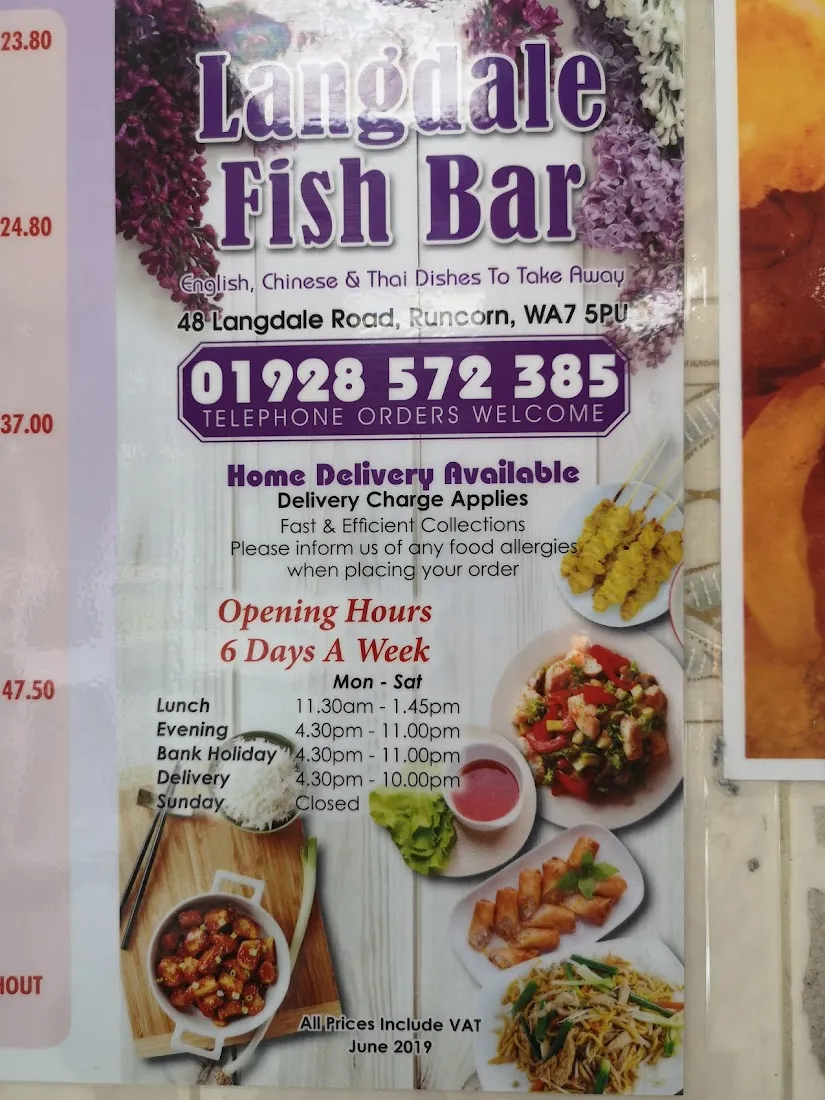 23.80
24.80
37.00
47.50
HOUT
Langdale
Fish Bar
English, Chinese & Thai Dishes To Take Away
48 Langdale Road, Runcorn, WA7 5PU
01928 572 385
TELEPHONE ORDERS WELCOME
Home Delivery Available
Delivery Charge Applies
Fast & Efficient Collections
Please inform us of any food allergies
when placing your order
Opening Hours
6 Days A Week
Mon - Sat
Lunch 11.30am - 1.45pm
Evening 4.30pm - 11.00pm
Bank Holiday 4.30pm - 11.00pm
Delivery 4.30pm - 10.00pm
Sunday Closed
All Prices Include VAT
June 2019